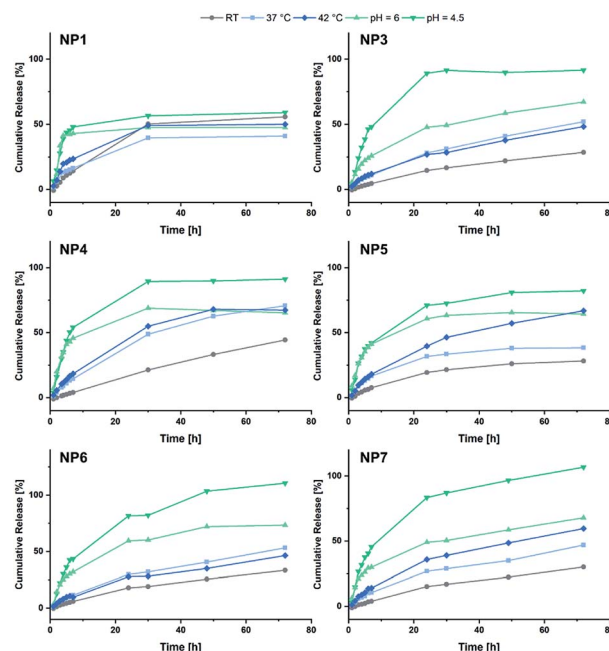 RT 37 °C 42 °C pH = 6 pH = 4.5
NP1
Cumulative Release [%]
100
50
0
0 20 40 60 80
Time [h]
NP3
Cumulative Release [%]
100
50
0
0 20 40 60 80
Time [h]
NP4
Cumulative Release [%]
100
50
0
0 20 40 60 80
Time [h]
NP5
Cumulative Release [%]
100
50
0
0 20 40 60 8
Time [h]
NP6
Cumulative Release [%]
100
50
0
0 20 40 60 80
Time [h]
NP7
Cumulative Release [%]
100
50
0
0 20 40 60 80
Time [h]